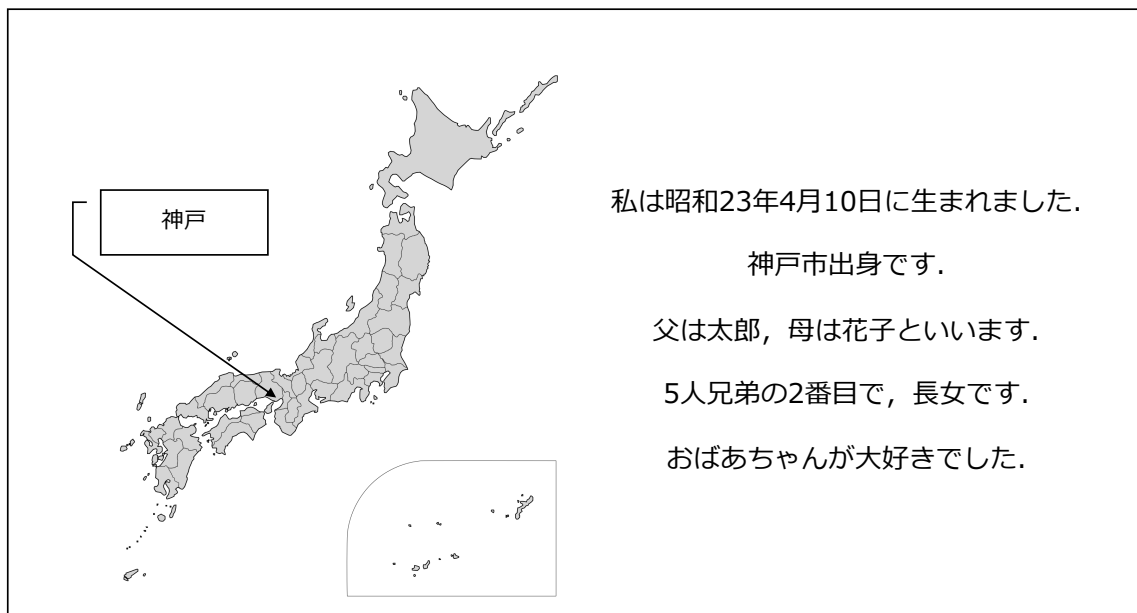 神戸
私は昭和23年4月10日に生まれました.
神戸市出身です.
父は太郎，母は花子といいます.
5人兄弟の2番目で，長女です.
おばあちゃんが大好きでした.